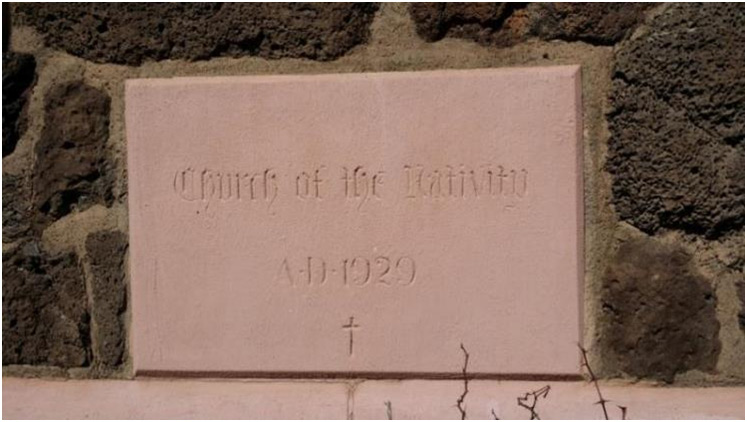 Church of the Nativity
A·D·1929